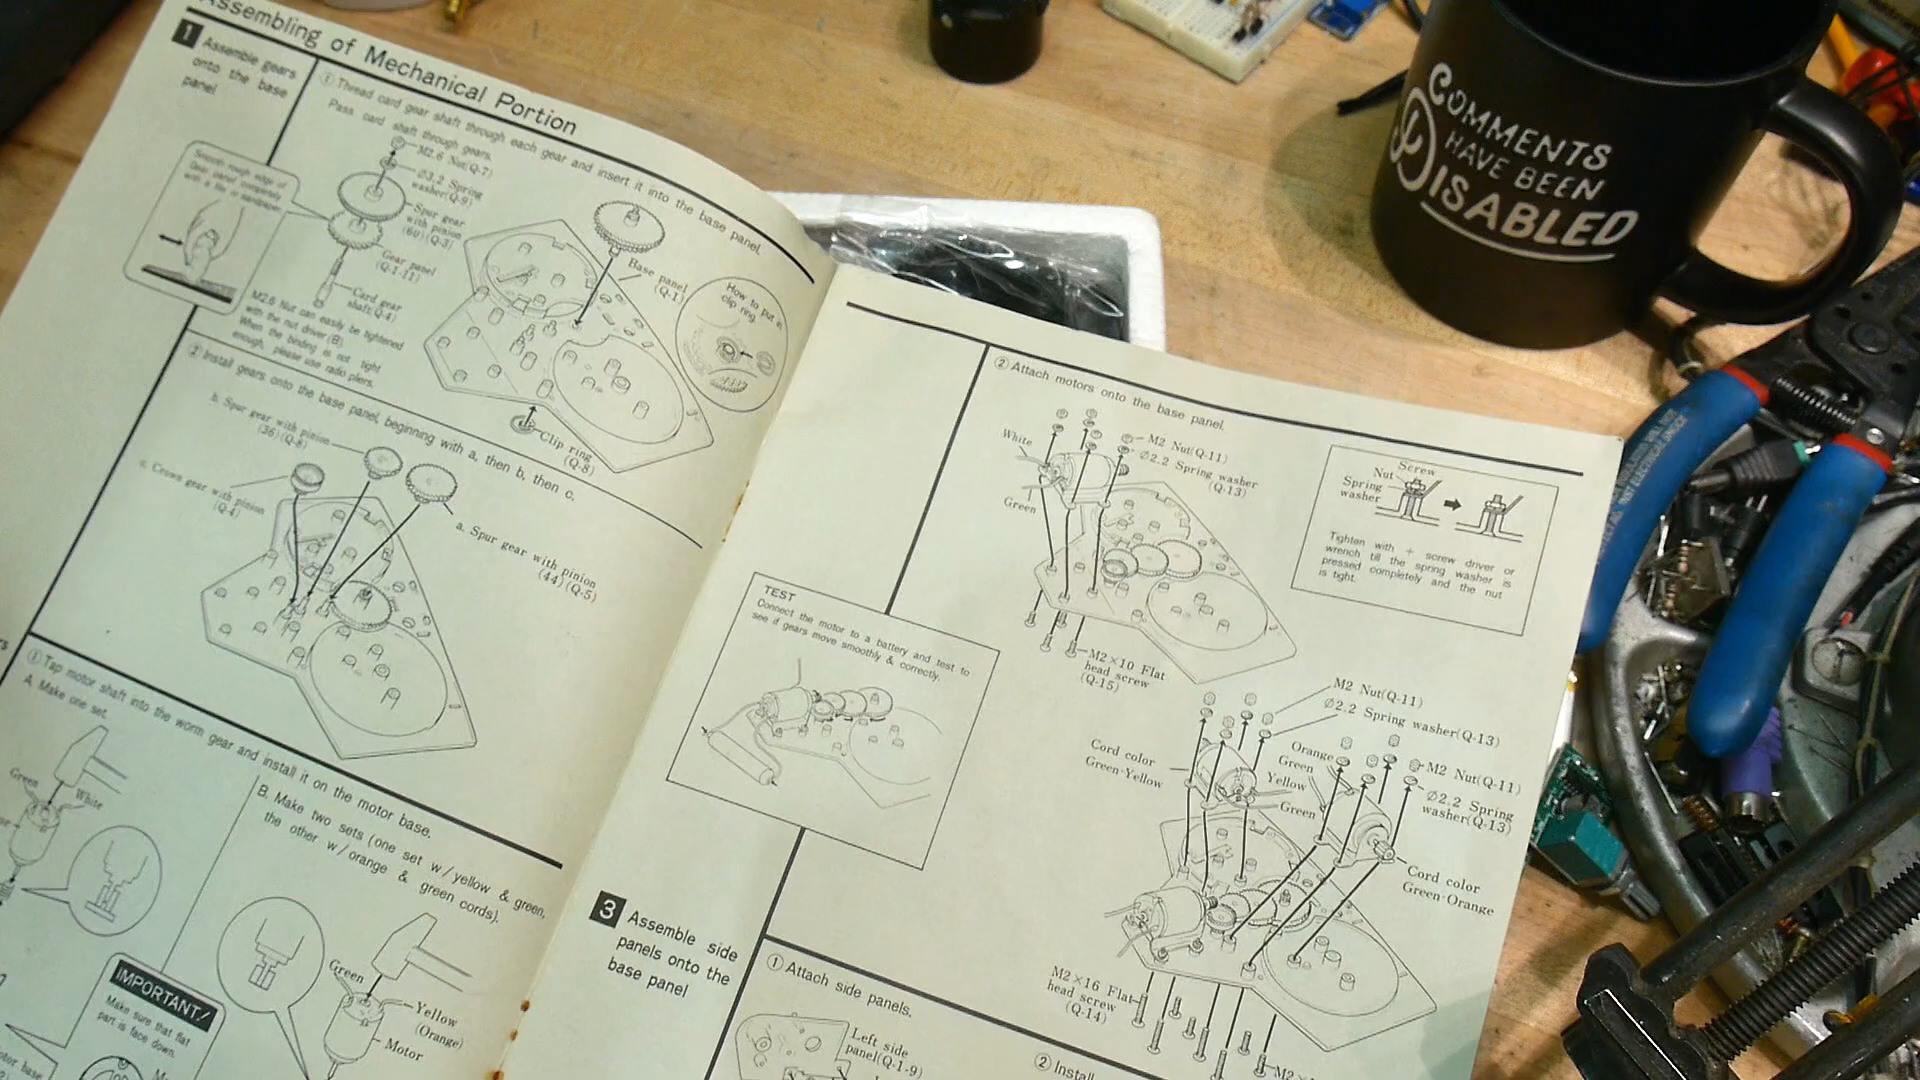 Assembling of Mechanical Portion
1
Assemble gears
onto the base
panel
① Thread card gear shaft through each gear and insert it into the base panel.
Pass card shaft through gears.
M2.6 Nut(Q-7)
Ø3.2 Spring
washer(Q-9)
Spur gear
with pinion
(60)(Q-3)
Gear panel
(Q-1-11)
Card gear
shaft(Q-4)
Smooth rough edge of
Gear panel completely
with a file or sandpaper.
M2.6 Nut can easily be tightened
with the nut driver(B).
When the binding is not tight
enough, please use radio pliers.
Base panel
(Q-1)
How to put in
clip ring.
Clip ring
(Q-8)
② Install gears onto the base panel, beginning with a, then b, then c.
b. Spur gear with pinion
(36)(Q-6)
c. Crown gear with pinion
(Q-4)
a. Spur gear with pinion
(44)(Q-5)
① Tap motor shaft into the worm gear and install it on the motor base.
A. Make one set.
Green
White
B. Make two sets (one set w/yellow & green,
the other w/orange & green cords).
Green
Yellow
(Orange)
Motor
IMPORTANT!
Make sure that flat
part is face down.
② Attach motors onto the base panel.
White
Green
M2 Nut(Q-11)
Ø2.2 Spring washer
(Q-13)
M2×10 Flat
head screw
(Q-15)
Screw
Nut
Spring
washer
Tighten with + screw driver or
wrench till the spring washer is
pressed completely and the nut
is tight.
TEST
Connect the motor to a battery and test to
see if gears move smoothly & correctly.
M2 Nut(Q-11)
Ø2.2 Spring washer(Q-13)
Cord color
Green-Yellow
Orange
Green
Yellow
Green
M2 Nut(Q-11)
Ø2.2 Spring
washer(Q-13)
Cord color
Green-Orange
M2×16 Flat
head screw
(Q-14)
3
Assemble side
panels onto the
base panel
① Attach side panels.
Left side
panel(Q-1-9)
② Install
COMMENTS
HAVE BEEN
DISABLED